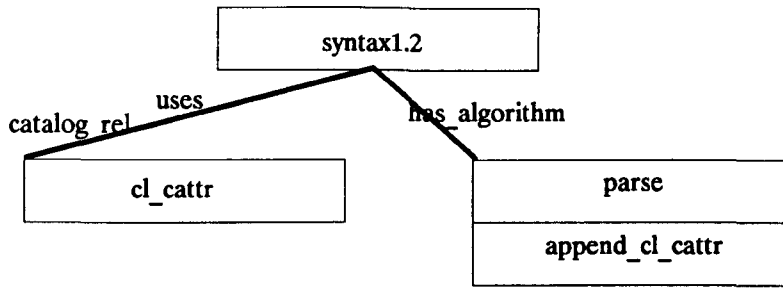 syntax1.2
uses
has_algorithm
catalog_rel
cl_cattr
parse
append_cl_cattr